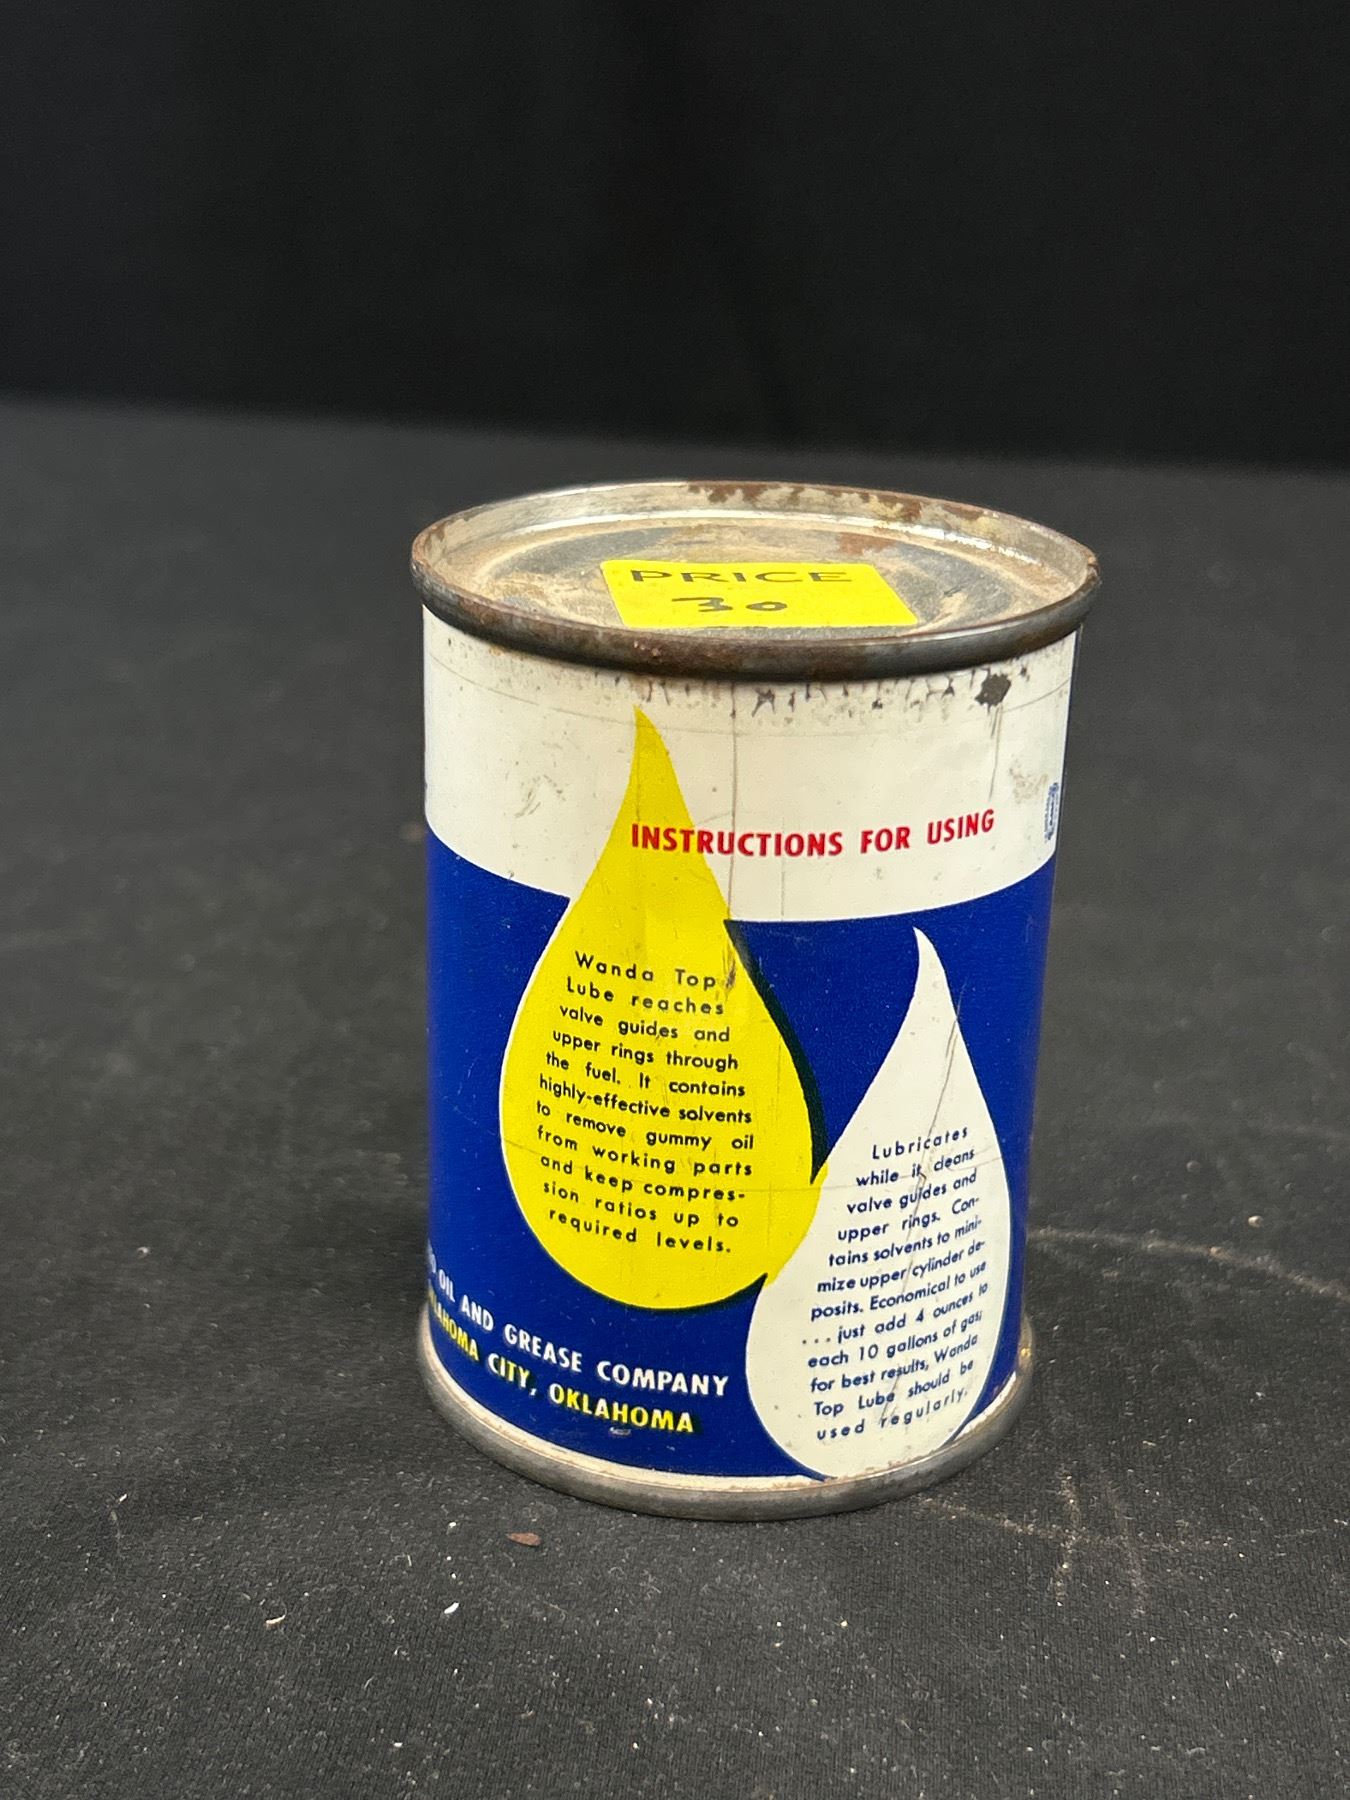 PRICE
30
INSTRUCTIONS FOR USING
Wanda Top
Lube reaches
valve guides and
upper rings through
the fuel. It contains
highly-effective solvents
to remove gummy oil
from working parts
and keep compres-
sion ratios up to
required levels.
Lubricates
while it cleans
valve guides and
upper rings. Con-
tains solvents to mini-
mize upper cylinder de-
posits. Economical to use
... just add 4 ounces to
each 10 gallons of gas;
for best results, Wanda
Top Lube should be
used regularly.
OIL AND GREASE COMPANY
CITY, OKLAHOMA